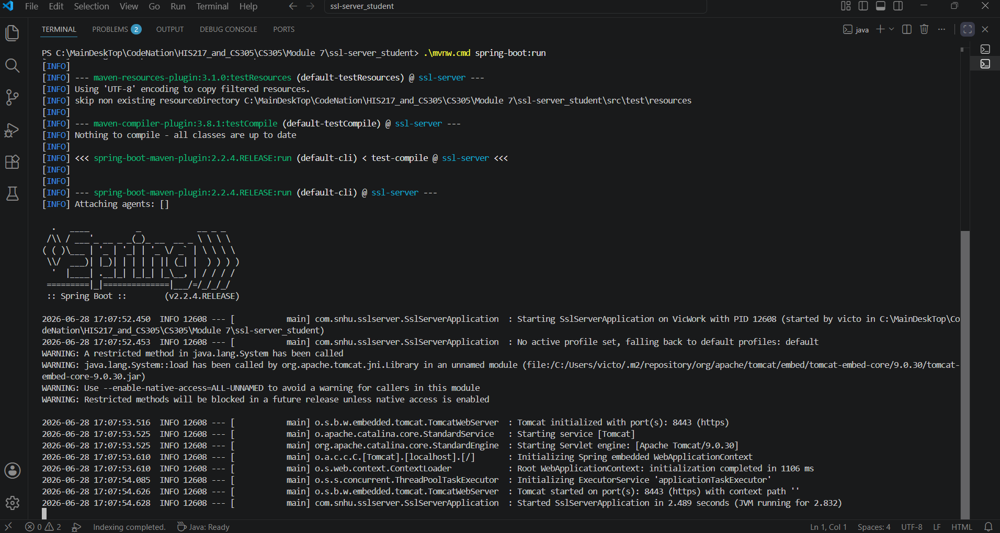 File Edit Selection View Go Run Terminal Help ssl-server_student
TERMINAL PROBLEMS 2 OUTPUT DEBUG CONSOLE PORTS java
PS C:\MainDeskTop\CodeNation\HIS217_and_CS305\CS305\Module 7\ssl-server_student> .\mvnw.cmd spring-boot:run
[INFO]
[INFO] --- maven-resources-plugin:3.1.0:testResources (default-testResources) @ ssl-server ---
[INFO] Using 'UTF-8' encoding to copy filtered resources.
[INFO] skip non existing resourceDirectory C:\MainDeskTop\CodeNation\HIS217_and_CS305\CS305\Module 7\ssl-server_student\src\test\resources
[INFO]
[INFO] --- maven-compiler-plugin:3.8.1:testCompile (default-testCompile) @ ssl-server ---
[INFO] Nothing to compile - all classes are up to date
[INFO]
[INFO] <<< spring-boot-maven-plugin:2.2.4.RELEASE:run (default-cli) < test-compile @ ssl-server <<<
[INFO]
[INFO]
[INFO] --- spring-boot-maven-plugin:2.2.4.RELEASE:run (default-cli) @ ssl-server ---
[INFO] Attaching agents: []
  .   ____          _            __ _ _
 /\\ / ___'_ __ _ _(_)_ __  __ _ \ \ \ \
( ( )\___ | '_ | '_| | '_ \/ _` | \ \ \ \
 \\/  ___)| |_)| | | | | || (_| |  ) ) ) )
  '  |____| .__|_| |_|_| |_\__, | / / / /
 =========|_|==============|___/=/_/_/_/
 :: Spring Boot ::        (v2.2.4.RELEASE)
2026-06-28 17:07:52.450  INFO 12608 --- [           main] com.snhu.sslserver.SslServerApplication  : Starting SslServerApplication on VicWork with PID 12608 (started by victo in C:\MainDeskTop\Co
deNation\HIS217_and_CS305\CS305\Module 7\ssl-server_student)
2026-06-28 17:07:52.453  INFO 12608 --- [           main] com.snhu.sslserver.SslServerApplication  : No active profile set, falling back to default profiles: default
WARNING: A restricted method in java.lang.System has been called
WARNING: java.lang.System::load has been called by org.apache.tomcat.jni.Library in an unnamed module (file:/C:/Users/victo/.m2/repository/org/apache/tomcat/embed/tomcat-embed-core/9.0.30/tomcat-
embed-core-9.0.30.jar)
WARNING: Use --enable-native-access=ALL-UNNAMED to avoid a warning for callers in this module
WARNING: Restricted methods will be blocked in a future release unless native access is enabled
2026-06-28 17:07:53.516  INFO 12608 --- [           main] o.s.b.w.embedded.tomcat.TomcatWebServer  : Tomcat initialized with port(s): 8443 (https)
2026-06-28 17:07:53.525  INFO 12608 --- [           main] o.apache.catalina.core.StandardService   : Starting service [Tomcat]
2026-06-28 17:07:53.525  INFO 12608 --- [           main] org.apache.catalina.core.StandardEngine  : Starting Servlet engine: [Apache Tomcat/9.0.30]
2026-06-28 17:07:53.610  INFO 12608 --- [           main] o.a.c.c.C.[Tomcat].[localhost].[/]       : Initializing Spring embedded WebApplicationContext
2026-06-28 17:07:53.610  INFO 12608 --- [           main] o.s.web.context.ContextLoader            : Root WebApplicationContext: initialization completed in 1106 ms
2026-06-28 17:07:54.085  INFO 12608 --- [           main] o.s.s.concurrent.ThreadPoolTaskExecutor  : Initializing ExecutorService 'applicationTaskExecutor'
2026-06-28 17:07:54.626  INFO 12608 --- [           main] o.s.b.w.embedded.tomcat.TomcatWebServer  : Tomcat started on port(s): 8443 (https) with context path ''
2026-06-28 17:07:54.628  INFO 12608 --- [           main] com.snhu.sslserver.SslServerApplication  : Started SslServerApplication in 2.489 seconds (JVM running for 2.832)
0 2 Indexing completed. Java: Ready Ln 1, Col 1 Spaces: 4 UTF-8 LF HTML